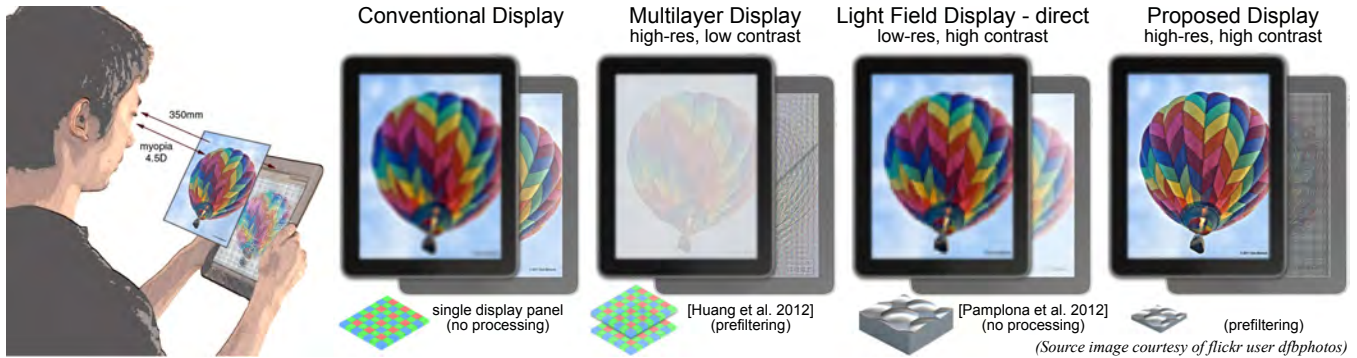 350mm
myopia
4.5D
Conventional Display
Multilayer Display
high-res, low contrast
Light Field Display - direct
low-res, high contrast
Proposed Display
high-res, high contrast
single display panel
(no processing)
[Huang et al. 2012]
(prefiltering)
[Pamplona et al. 2012]
(no processing)
(prefiltering)
(Source image courtesy of flickr user dfbphotos)